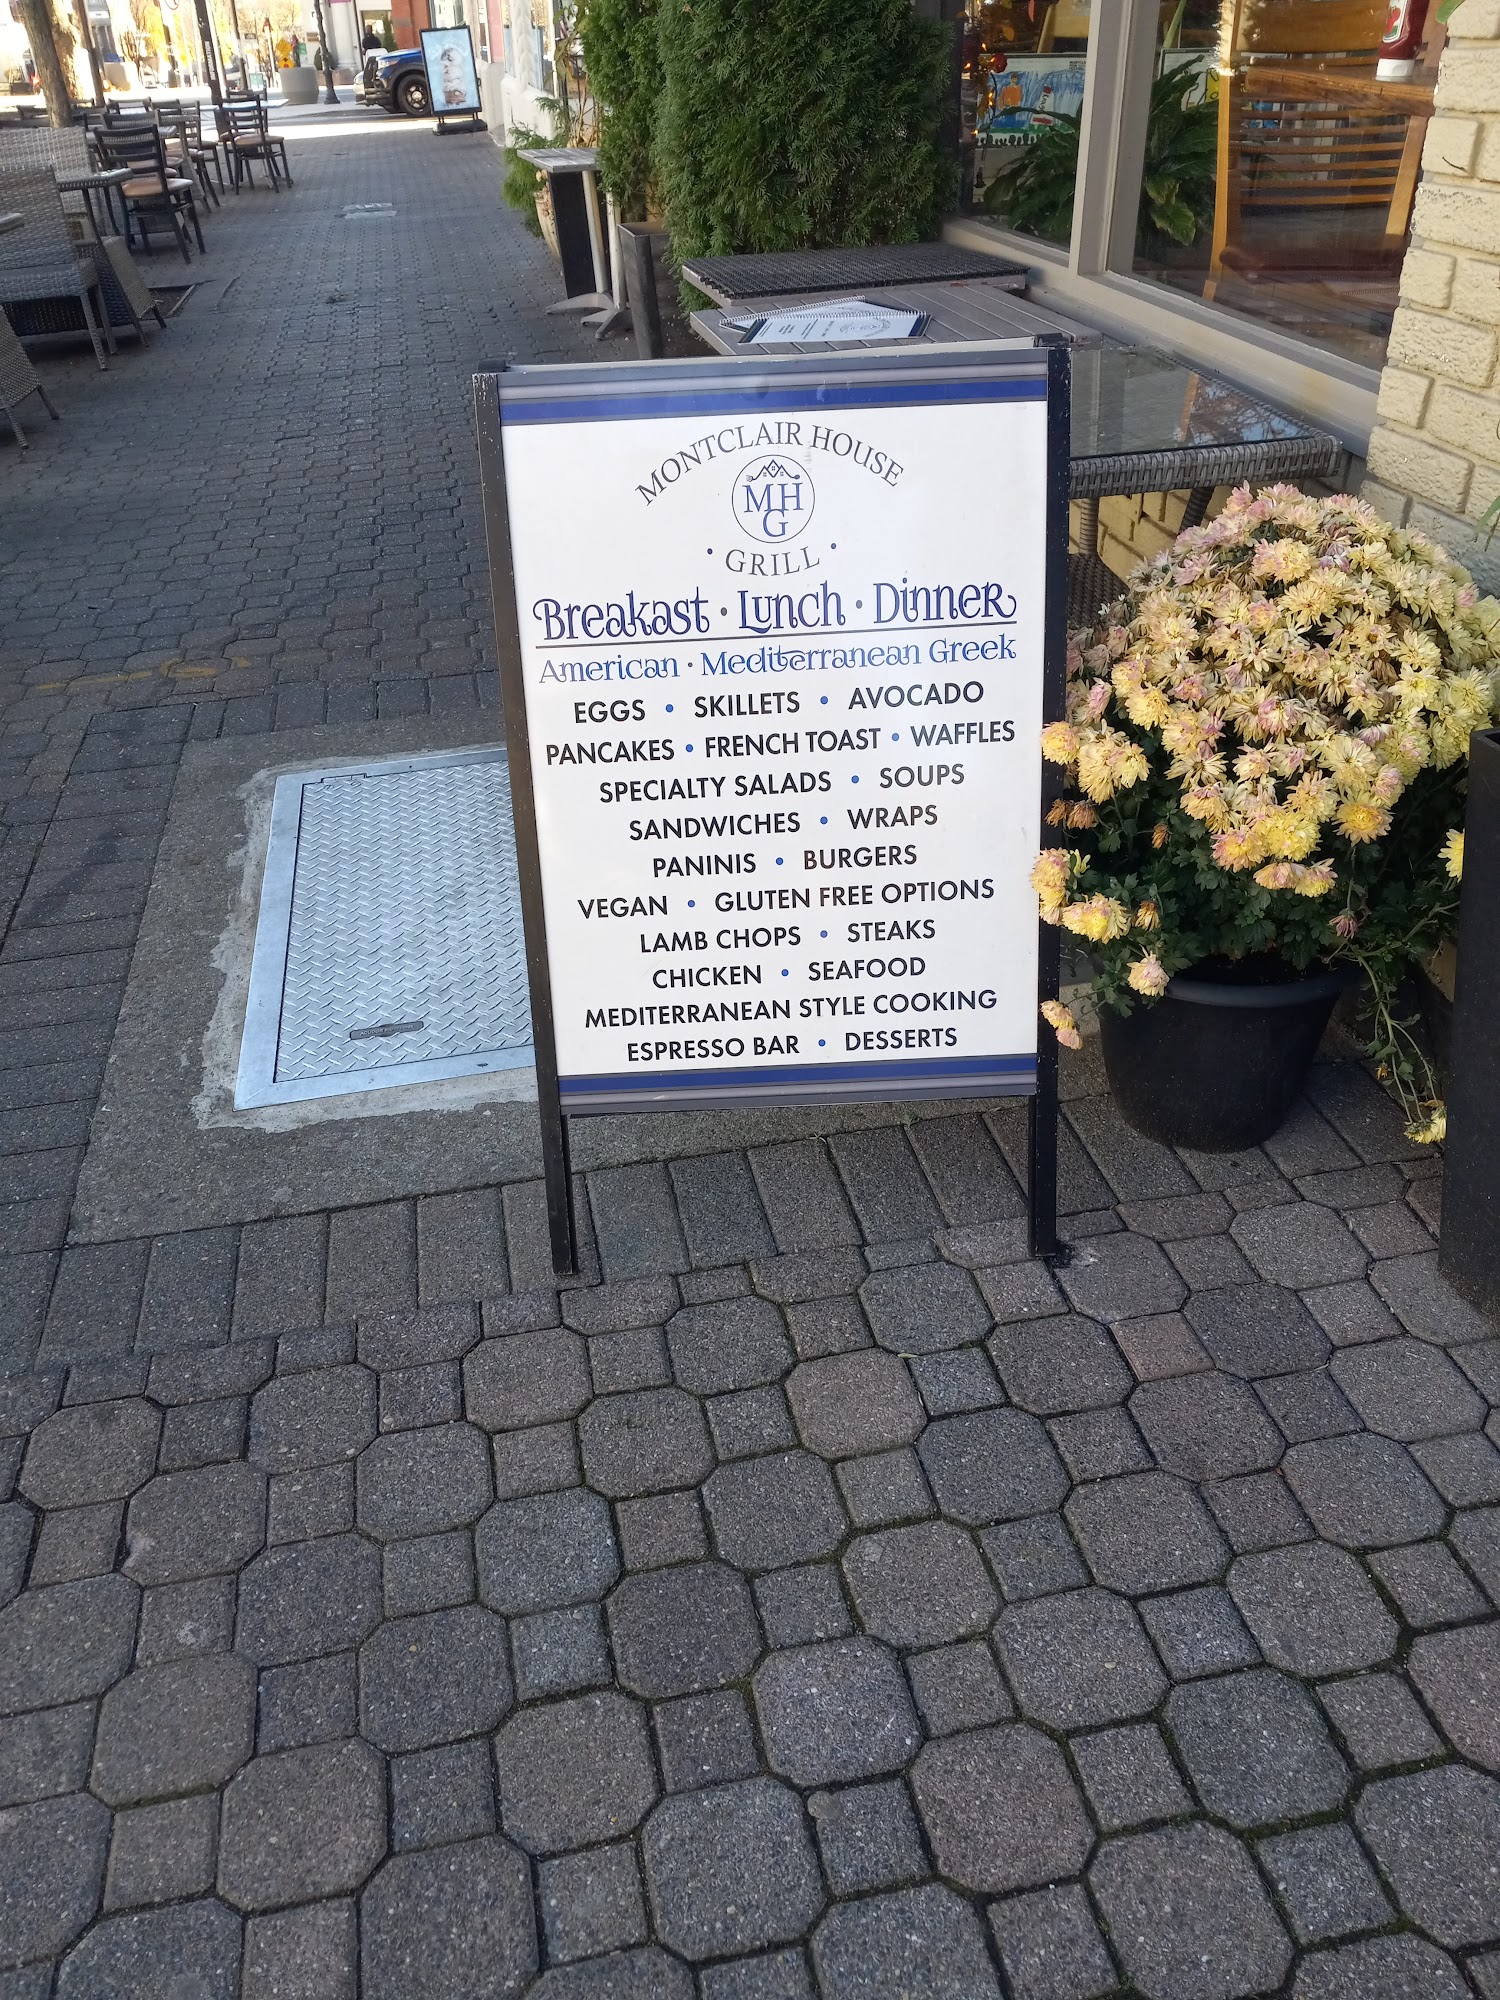 MONTCLAIR HOUSE
MHG
• GRILL •
Breakast • Lunch • Dinner
American • Mediterranean Greek
EGGS • SKILLETS • AVOCADO
PANCAKES • FRENCH TOAST • WAFFLES
SPECIALTY SALADS • SOUPS
SANDWICHES • WRAPS
PANINIS • BURGERS
VEGAN • GLUTEN FREE OPTIONS
LAMB CHOPS • STEAKS
CHICKEN • SEAFOOD
MEDITERRANEAN STYLE COOKING
ESPRESSO BAR • DESSERTS